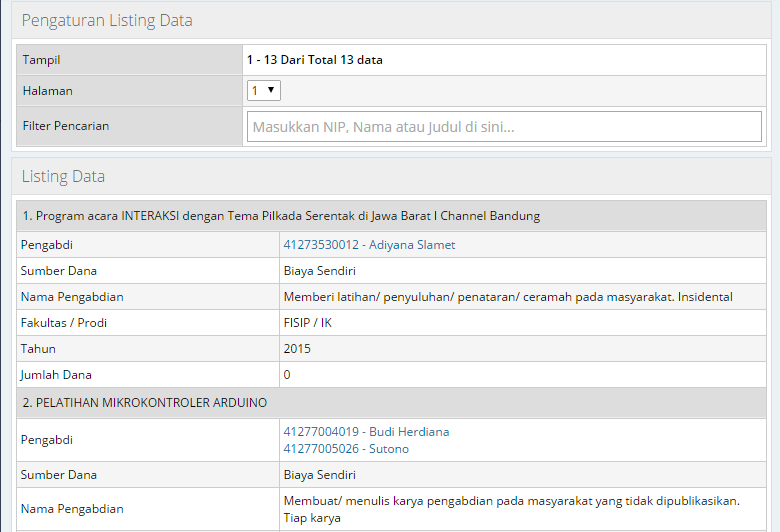 Pengaturan Listing Data
Tampil 1 - 13 Dari Total 13 data
Halaman 1
Filter Pencarian Masukkan NIP, Nama atau Judul di sini...
Listing Data
1. Program acara INTERAKSI dengan Tema Pilkada Serentak di Jawa Barat I Channel Bandung
Pengabdi 41273530012 - Adiyana Slamet
Sumber Dana Biaya Sendiri
Nama Pengabdian Memberi latihan/ penyuluhan/ penataran/ ceramah pada masyarakat. Insidental
Fakultas / Prodi FISIP / IK
Tahun 2015
Jumlah Dana 0
2. PELATIHAN MIKROKONTROLER ARDUINO
Pengabdi 41277004019 - Budi Herdiana
41277005026 - Sutono
Sumber Dana Biaya Sendiri
Nama Pengabdian Membuat/ menulis karya pengabdian pada masyarakat yang tidak dipublikasikan.
Tiap karya